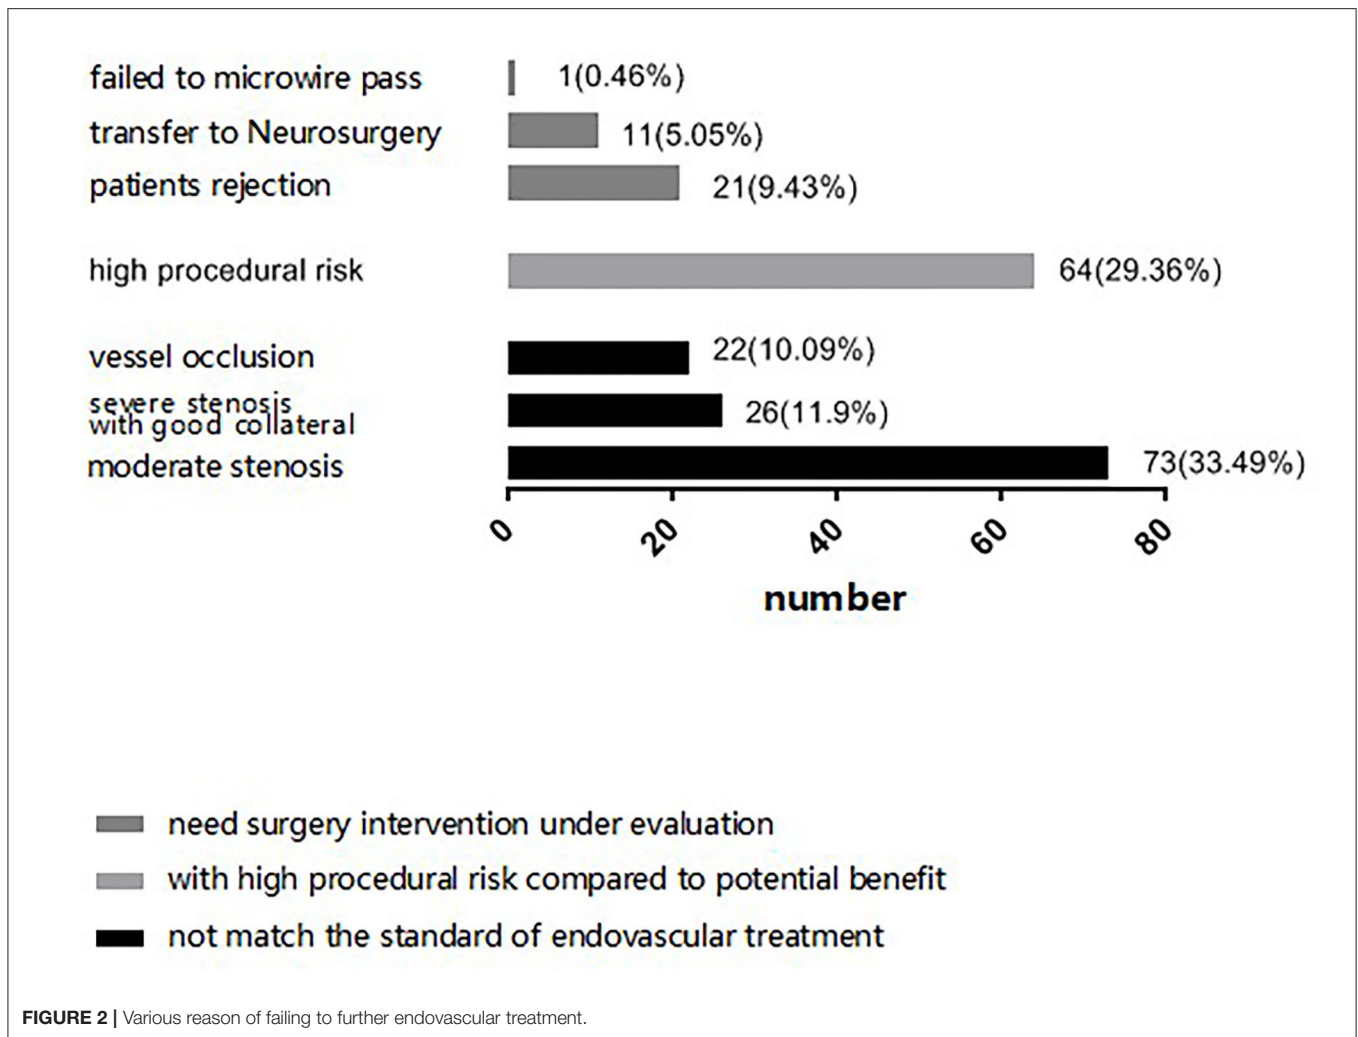 failed to microwire pass 1(0.46%)
transfer to Neurosurgery 11(5.05%)
patients rejection 21(9.43%)
high procedural risk 64(29.36%)
vessel occlusion 22(10.09%)
severe stenosis
with good collateral 26(11.9%)
moderate stenosis 73(33.49%)
0 20 40 60 80
number
need surgery intervention under evaluation
with high procedural risk compared to potential benefit
not match the standard of endovascular treatment
FIGURE 2 | Various reason of failing to further endovascular treatment.